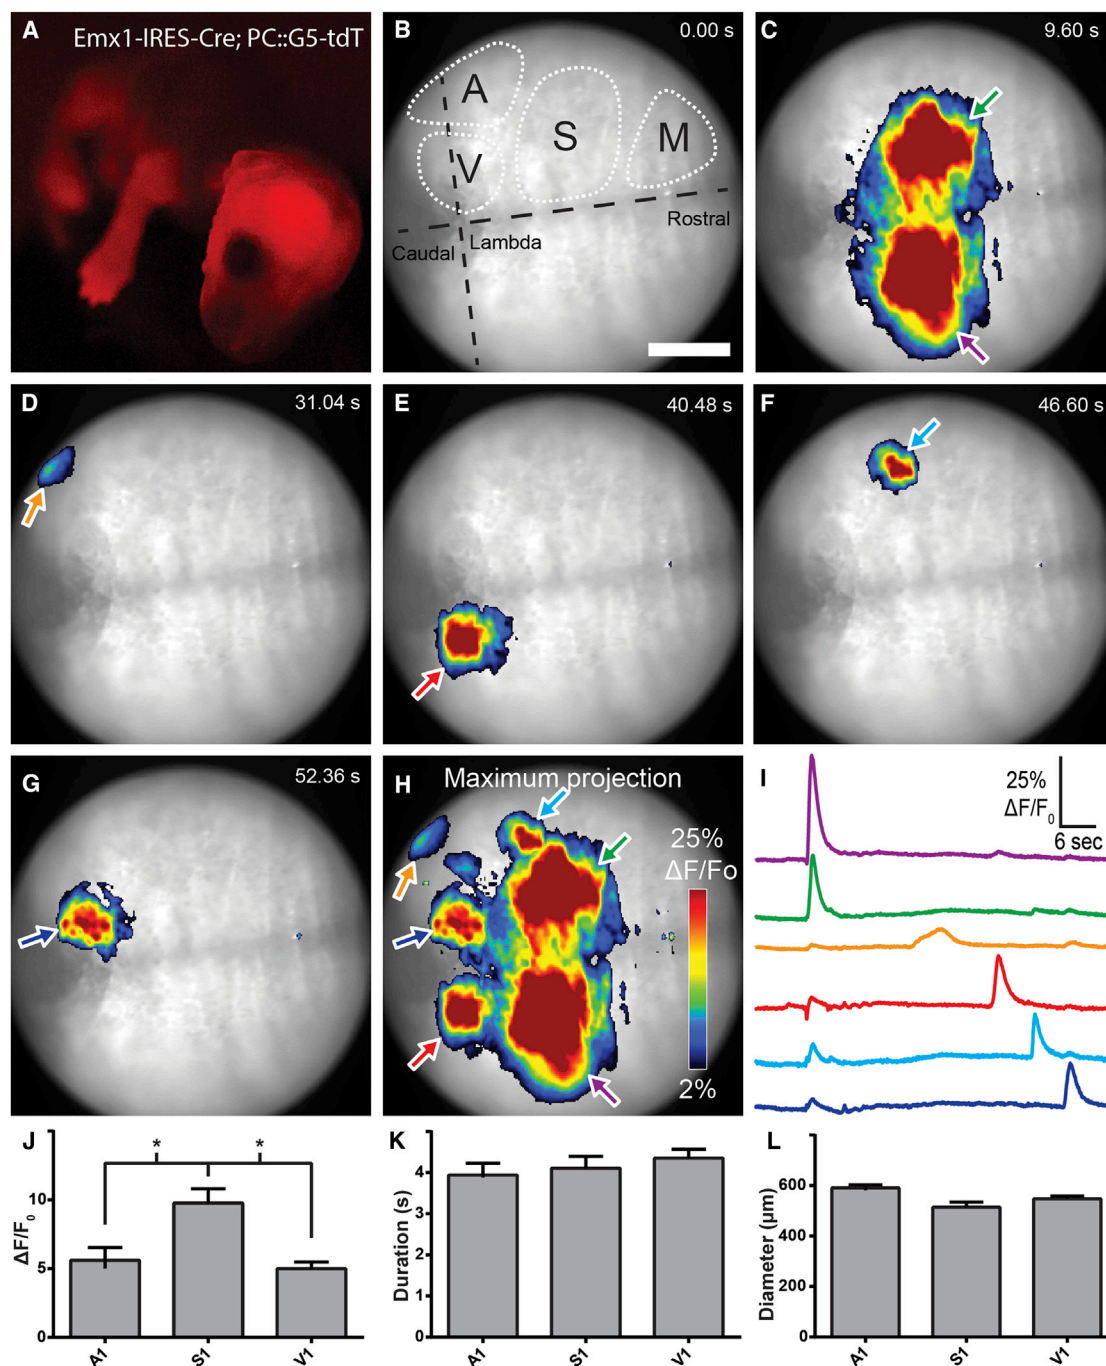 A
Emx1-IRES-Cre; PC::G5-tdT
B
0.00 s
A
V
S
M
Caudal
Lambda
Rostral
C
9.60 s
D
31.04 s
E
40.48 s
F
46.60 s
G
52.36 s
H
Maximum projection
25%
ΔF/Fo
2%
I
25%
ΔF/F0
6 sec
J
*
*
ΔF/F0
10
5
0
A1
S1
V1
K
Duration (s)
6
4
2
0
A1
S1
V1
L
Diameter (μm)
800
600
400
200
0
A1
S1
V1